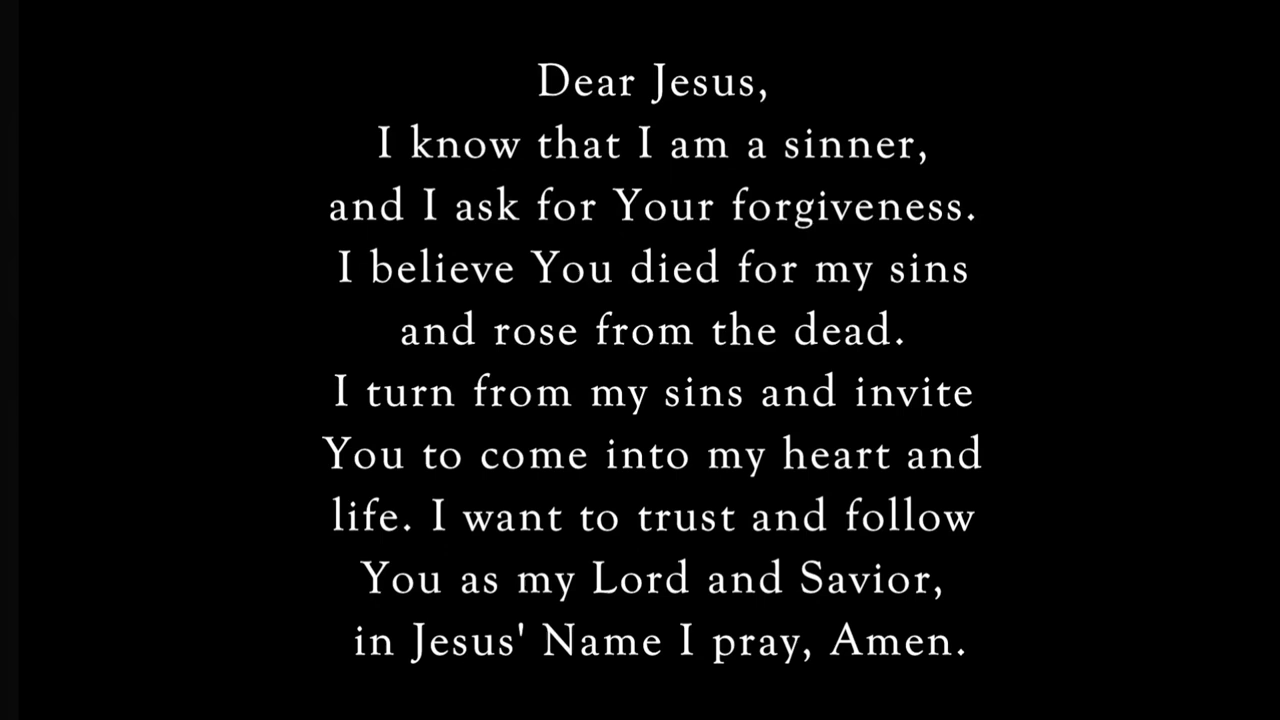 Dear Jesus,
I know that I am a sinner,
and I ask for Your forgiveness.
I believe You died for my sins
and rose from the dead.
I turn from my sins and invite
You to come into my heart and
life. I want to trust and follow
You as my Lord and Savior,
in Jesus' Name I pray, Amen.